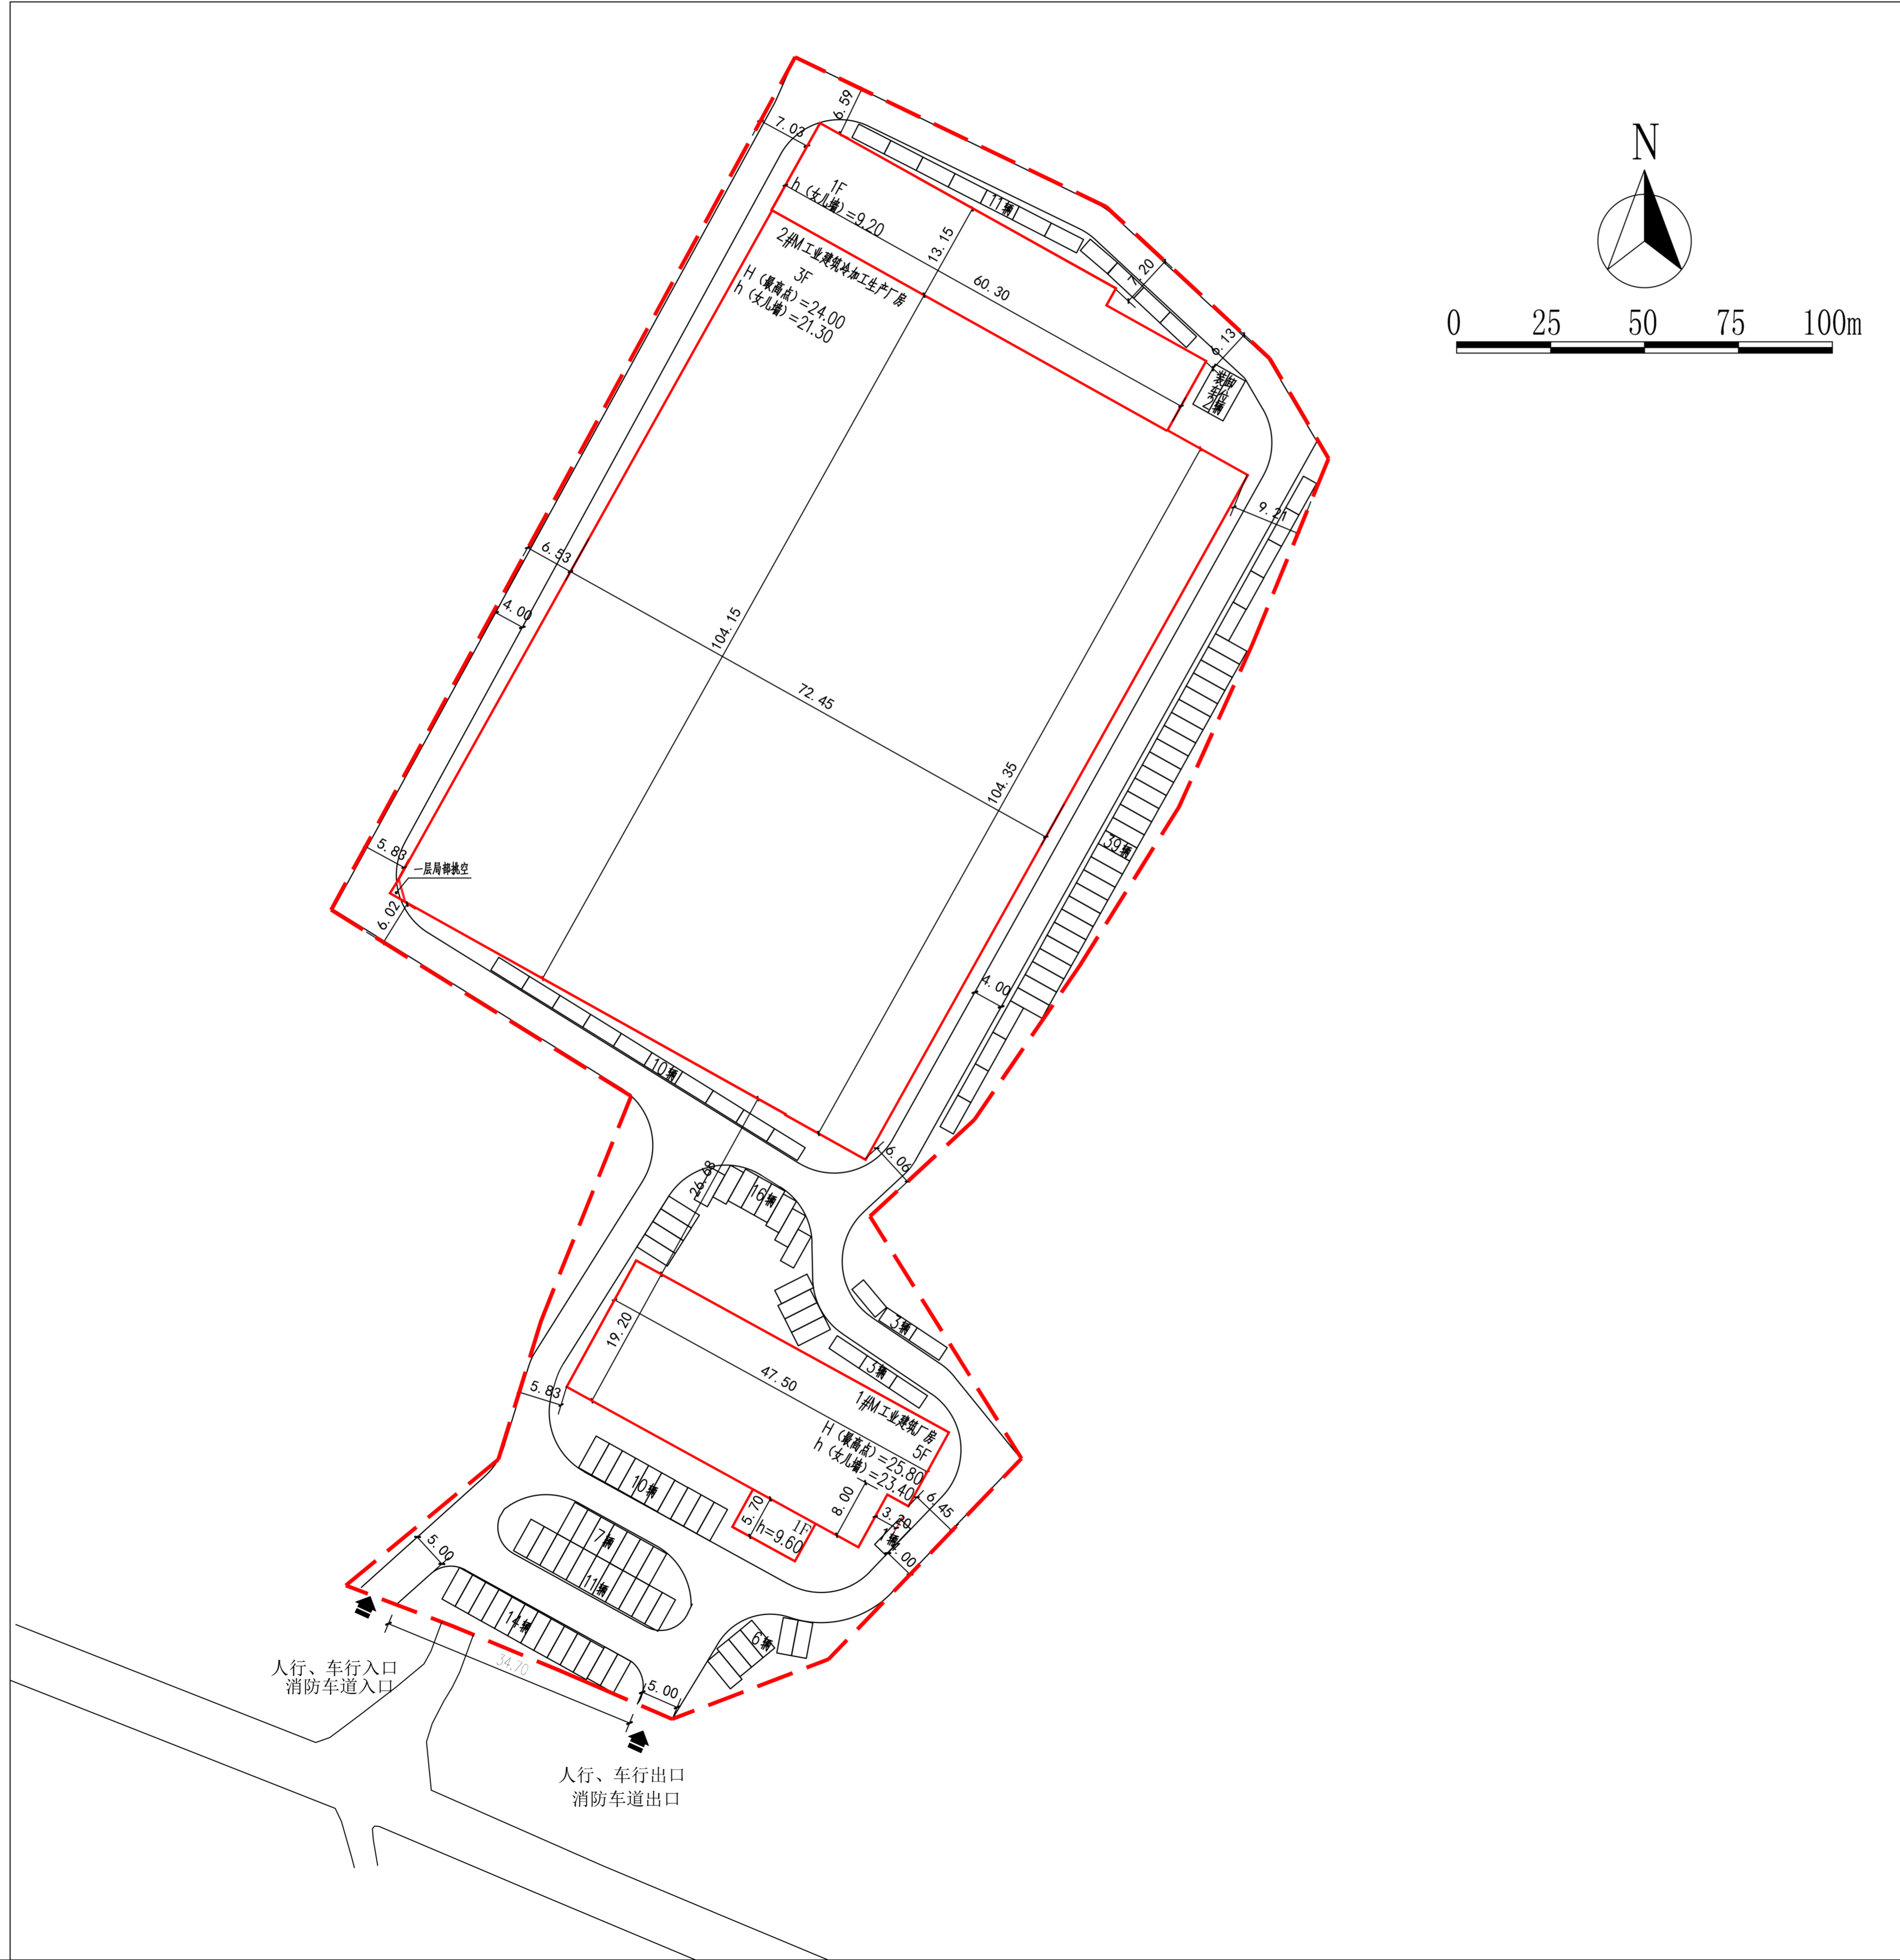 N
0 25 50 75 100m
6.59
7.03
11辆
1F
h（女儿墙）=9.20
13.15
7.20
60.30
2#M工业建筑冷加工生产厂房
3F
H（最高点）=24.00
h（女儿墙）=21.30
6.13
装卸
车位
2辆
9.21
6.53
4.00
104.15
72.45
104.35
39辆
5.83
一层局部挑空
6.02
4.00
10辆
6.06
26.68
16辆
3辆
19.20
3辆
47.50
5.83
1#M工业建筑厂房
5F
H（最高点）=25.80
h（女儿墙）=23.40
10辆
8.00
6.45
5.70
1F
h=9.60
3.20
1辆
4.00
7辆
5.00
11辆
14辆
6辆
34.70
5.00
人行、车行入口
消防车道入口
人行、车行出口
消防车道出口